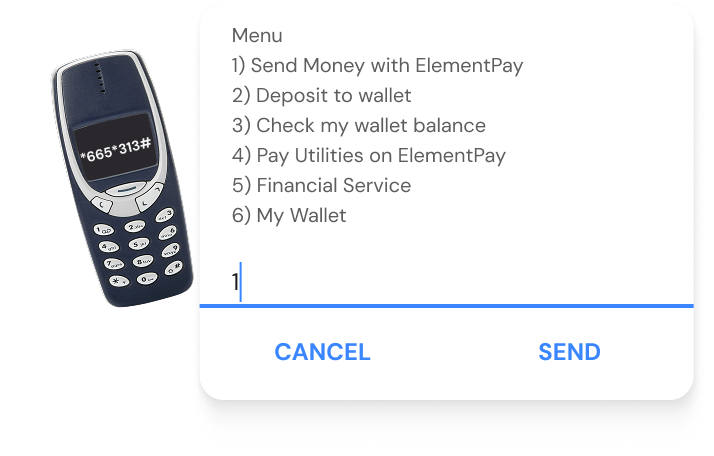 *665*313#
Menu
1) Send Money with ElementPay
2) Deposit to wallet
3) Check my wallet balance
4) Pay Utilities on ElementPay
5) Financial Service
6) My Wallet
1
CANCEL
SEND